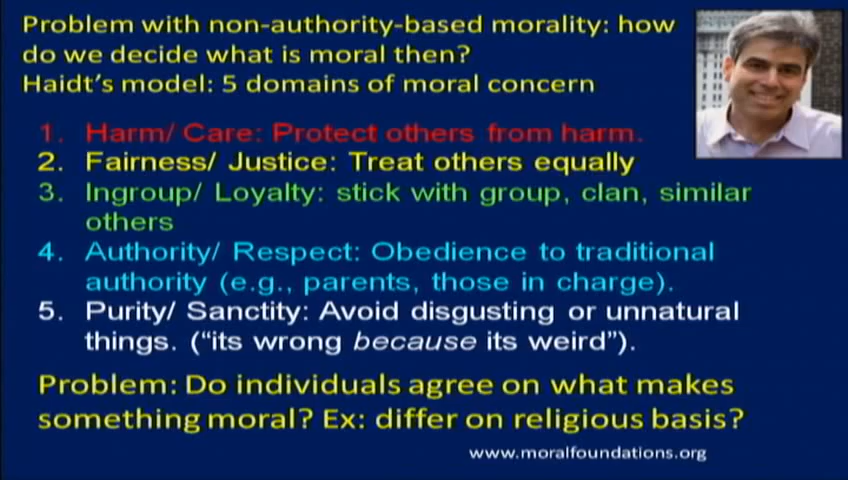 Problem with non-authority-based morality: how
do we decide what is moral then?
Haidt's model: 5 domains of moral concern
1. Harm/ Care: Protect others from harm.
2. Fairness/ Justice: Treat others equally
3. Ingroup/ Loyalty: stick with group, clan, similar
others
4. Authority/ Respect: Obedience to traditional
authority (e.g., parents, those in charge).
5. Purity/ Sanctity: Avoid disgusting or unnatural
things. ("its wrong because its weird").
Problem: Do individuals agree on what makes
something moral? Ex: differ on religious basis?
www.moralfoundations.org